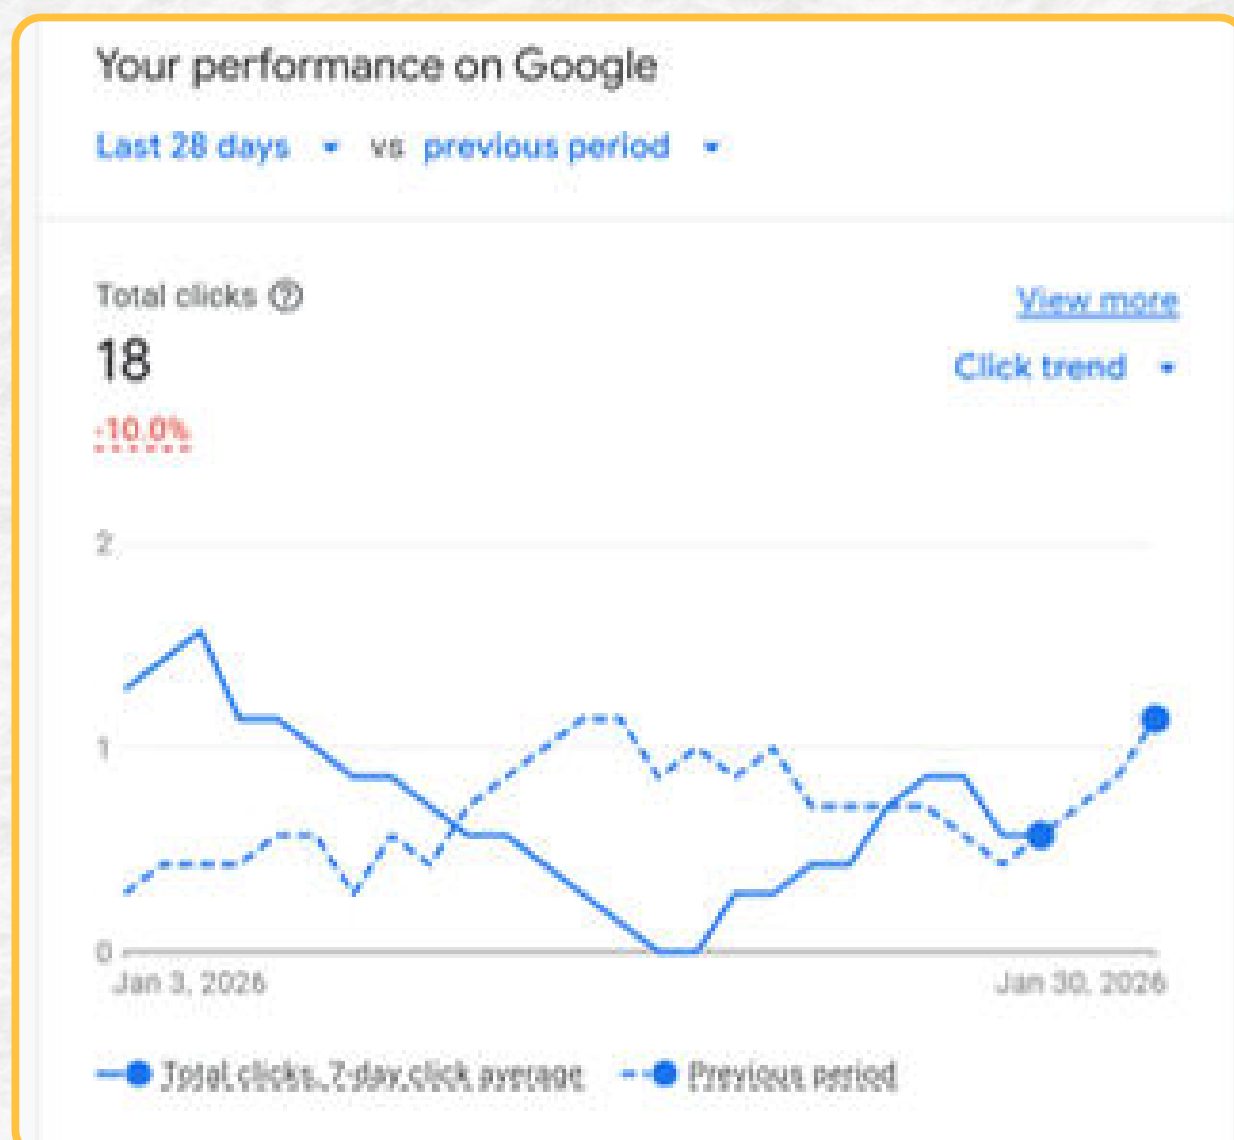 Your performance on Google
Last 28 days vs previous period
Total clicks
View more
18
Click trend
-10.0%
2
1
0
Jan 3, 2026 Jan 30, 2026
Total clicks, 7-day click average Previous period